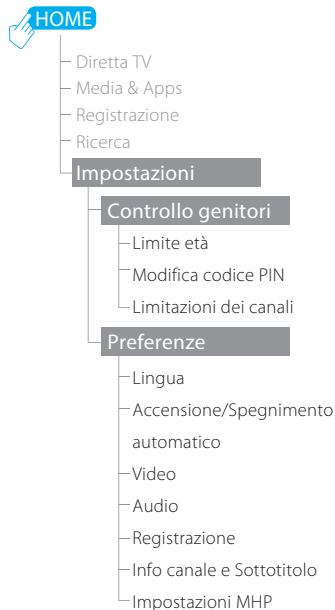 HOME
Diretta TV
Media & Apps
Registrazione
Ricerca
Impostazioni
Controllo genitori
Limite età
Modifica codice PIN
Limitazioni dei canali
Preferenze
Lingua
Accensione/Spegnimento
automatico
Video
Audio
Registrazione
Info canale e Sottotitolo
Impostazioni MHP